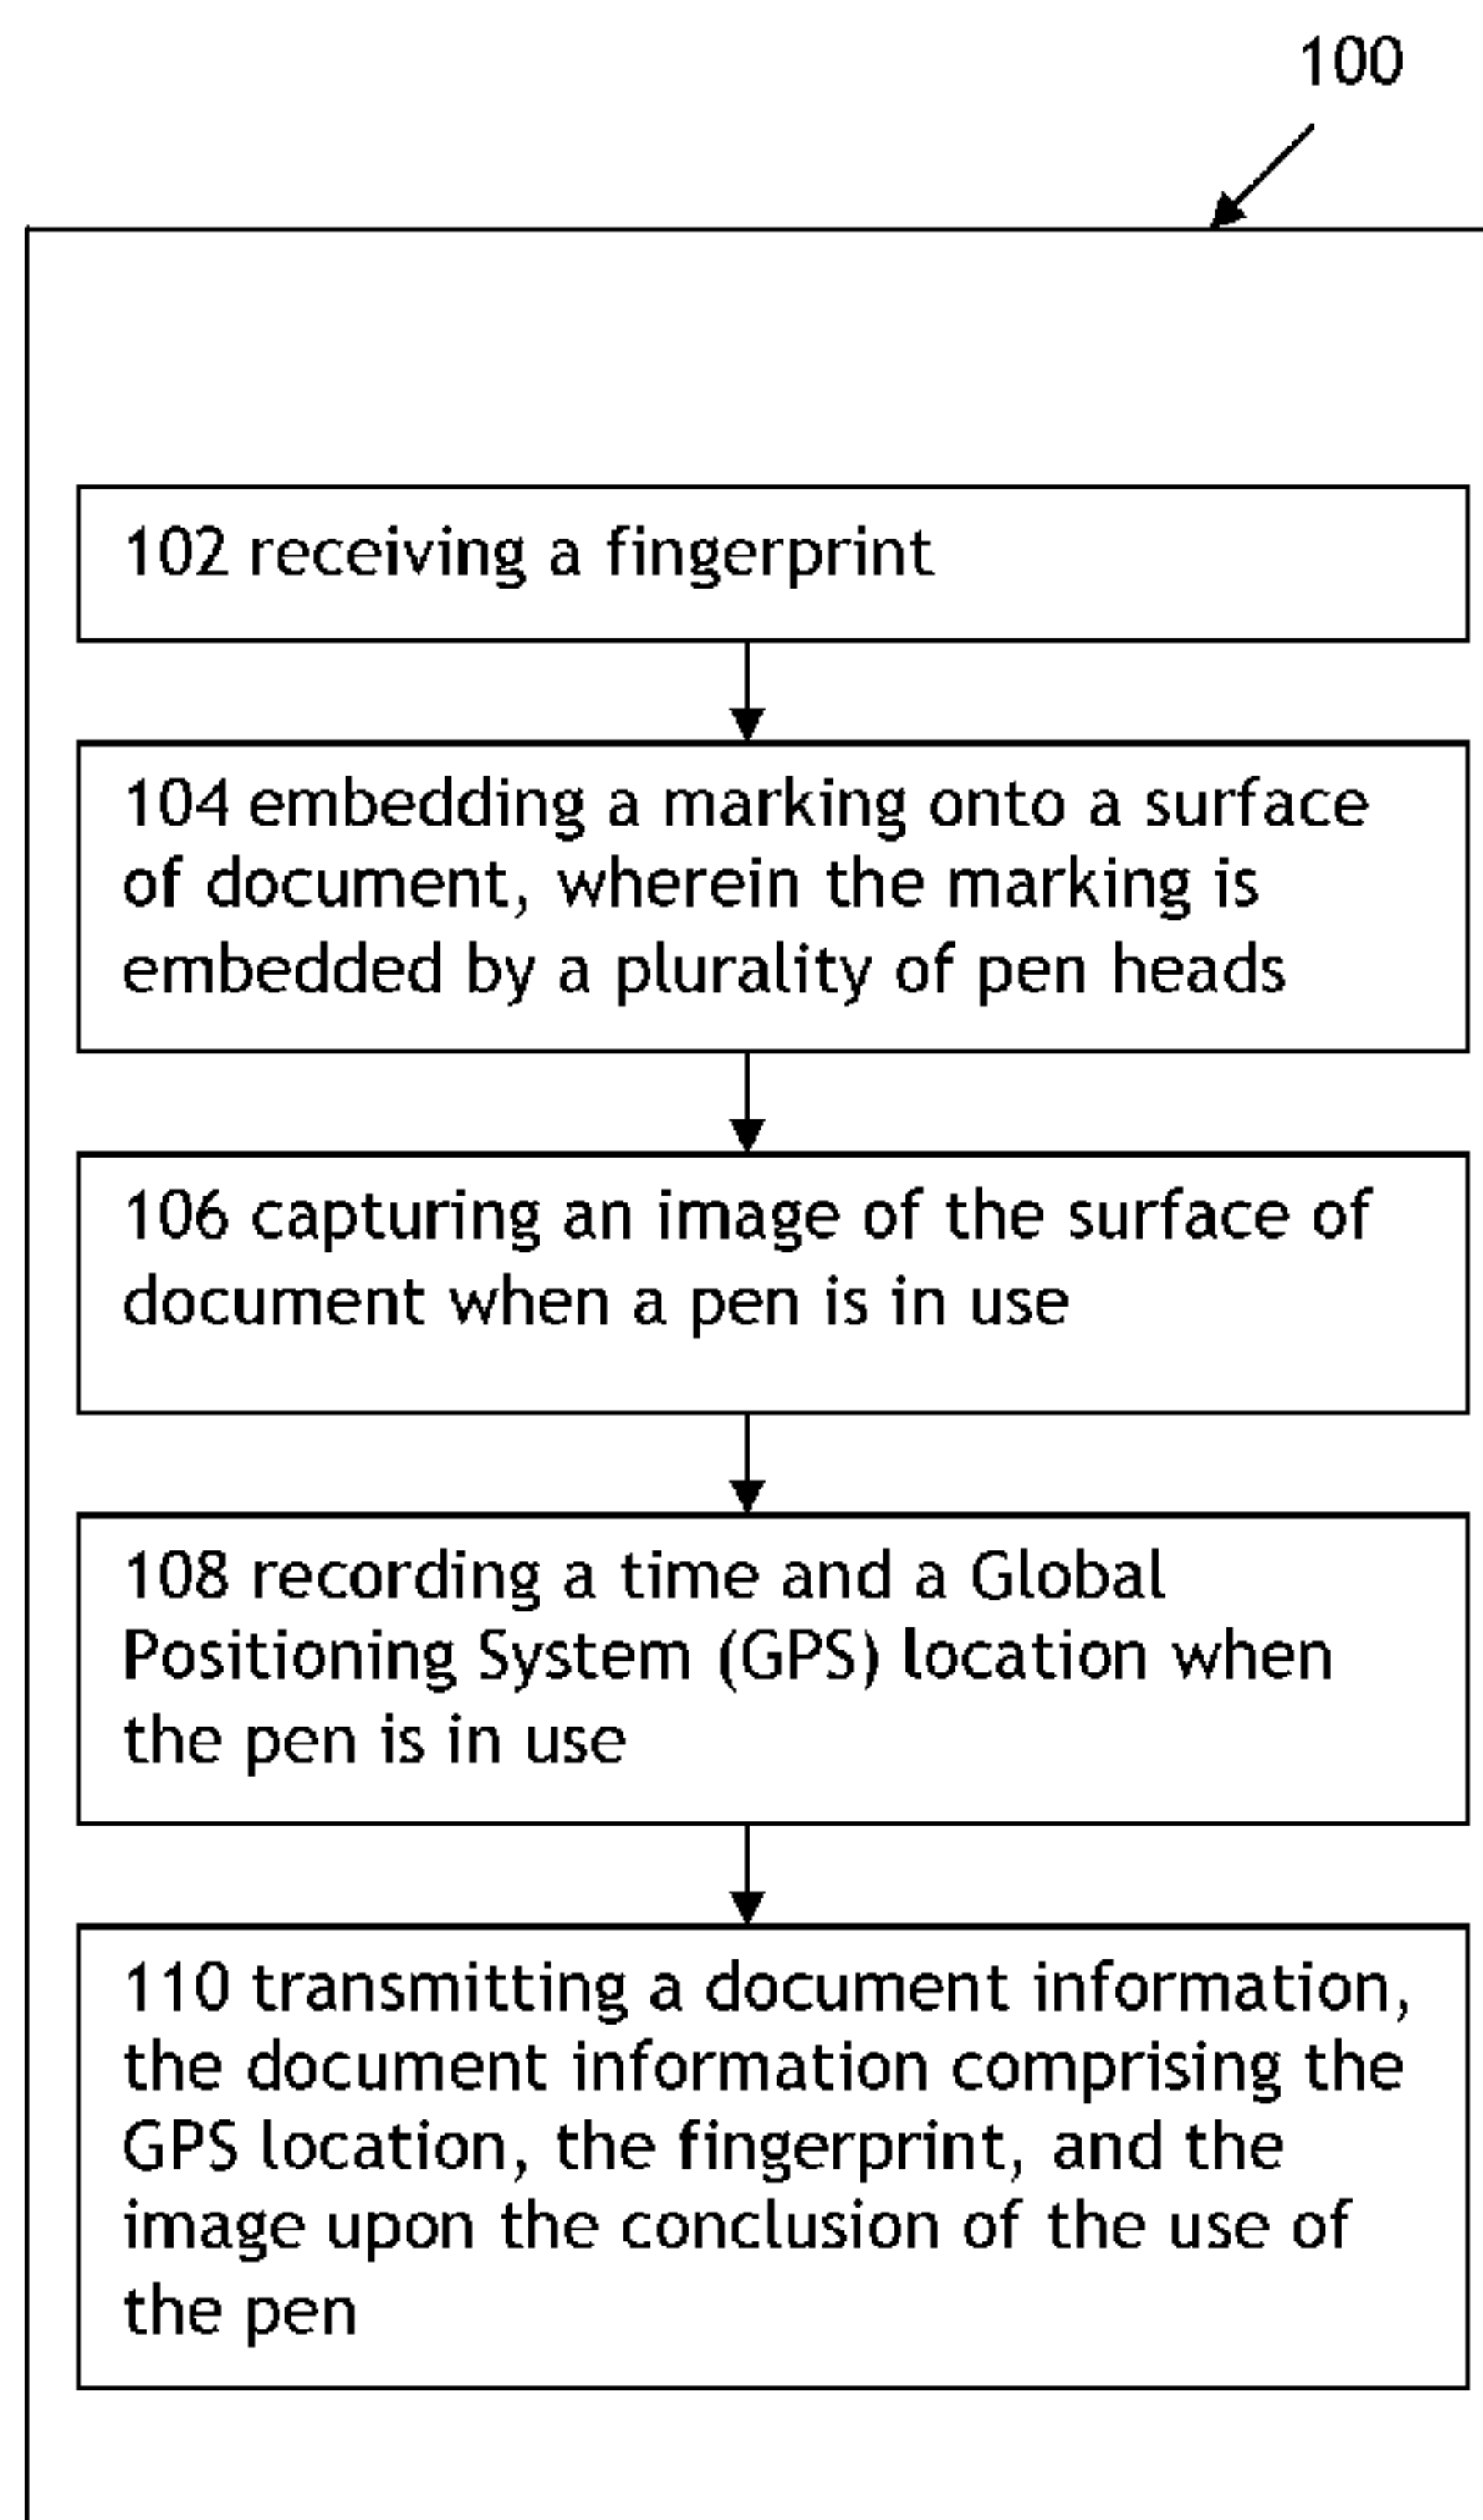 100
102 receiving a fingerprint
104 embedding a marking onto a surface
of document, wherein the marking is
embedded by a plurality of pen heads
106 capturing an image of the surface of
document when a pen is in use
108 recording a time and a Global
Positioning System (GPS) location when
the pen is in use
110 transmitting a document information,
the document information comprising the
GPS location, the fingerprint, and the
image upon the conclusion of the use of
the pen